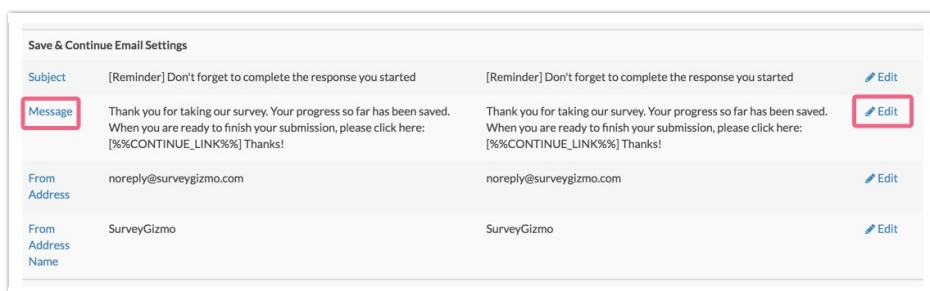 Save & Continue Email Settings
Subject [Reminder] Don't forget to complete the response you started [Reminder] Don't forget to complete the response you started Edit
Message Thank you for taking our survey. Your progress so far has been saved. Thank you for taking our survey. Your progress so far has been saved. Edit
When you are ready to finish your submission, please click here: When you are ready to finish your submission, please click here:
[%%CONTINUE_LINK%%] Thanks! [%%CONTINUE_LINK%%] Thanks!
From noreply@surveygizmo.com noreply@surveygizmo.com Edit
Address
From SurveyGizmo SurveyGizmo Edit
Address
Name